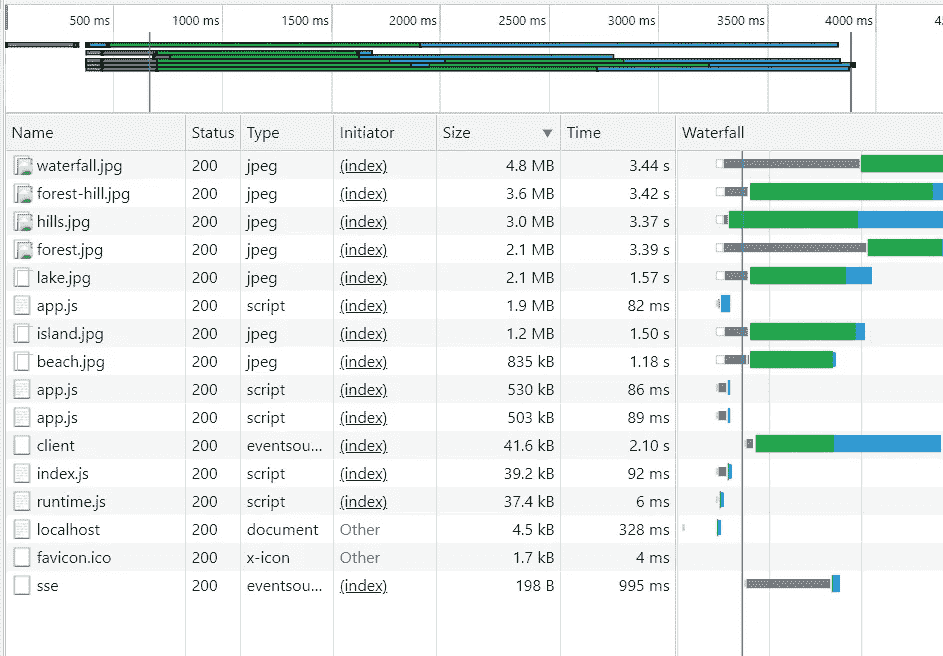 500 ms 1000 ms 1500 ms 2000 ms 2500 ms 3000 ms 3500 ms 4000 ms 4
Name Status Type Initiator Size ▼ Time Waterfall
waterfall.jpg 200 jpeg (index) 4.8 MB 3.44 s
forest-hill.jpg 200 jpeg (index) 3.6 MB 3.42 s
hills.jpg 200 jpeg (index) 3.0 MB 3.37 s
forest.jpg 200 jpeg (index) 2.1 MB 3.39 s
lake.jpg 200 jpeg (index) 2.1 MB 1.57 s
app.js 200 script (index) 1.9 MB 82 ms
island.jpg 200 jpeg (index) 1.2 MB 1.50 s
beach.jpg 200 jpeg (index) 835 kB 1.18 s
app.js 200 script (index) 530 kB 86 ms
app.js 200 script (index) 503 kB 89 ms
client 200 eventsou... (index) 41.6 kB 2.10 s
index.js 200 script (index) 39.2 kB 92 ms
runtime.js 200 script (index) 37.4 kB 6 ms
localhost 200 document Other 4.5 kB 328 ms
favicon.ico 200 x-icon Other 1.7 kB 4 ms
sse 200 eventsou... (index) 198 B 995 ms